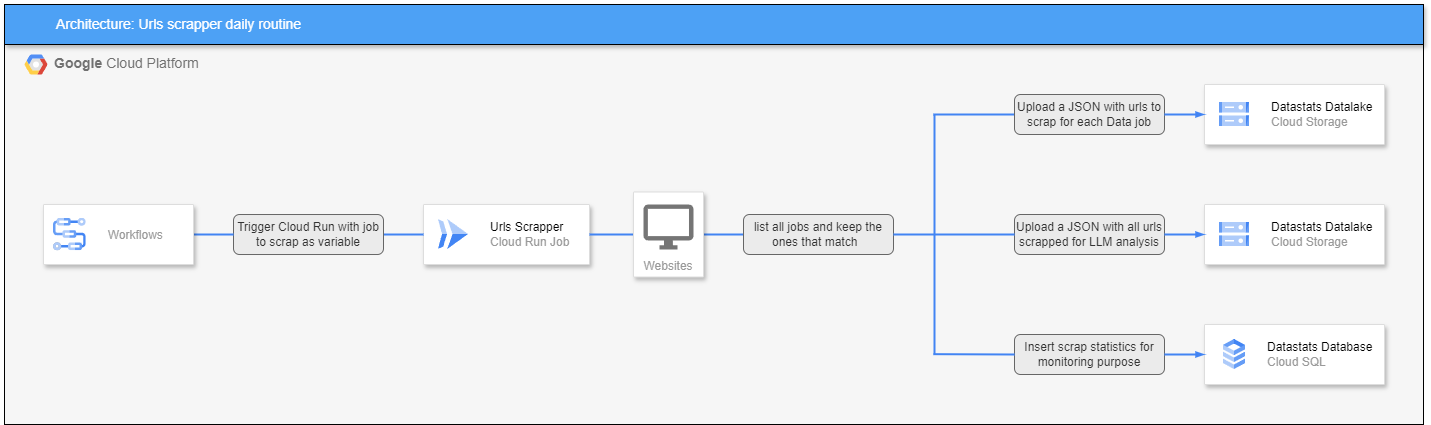 Architecture: Urls scrapper daily routine
Google Cloud Platform
Workflows
Trigger Cloud Run with job
to scrap as variable
Urls Scrapper
Cloud Run Job
Websites
list all jobs and keep the
ones that match
Upload a JSON with urls to
scrap for each Data job
Datastats Datalake
Cloud Storage
Upload a JSON with all urls
scrapped for LLM analysis
Datastats Datalake
Cloud Storage
Insert scrap statistics for
monitoring purpose
Datastats Database
Cloud SQL